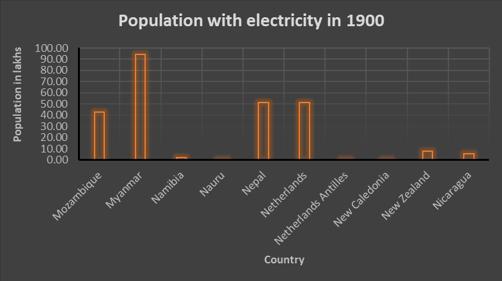 Population with electricity in 1900
Population in lakhs
100.00
90.00
80.00
70.00
60.00
50.00
40.00
30.00
20.00
10.00
0.00
Mozambique
Myanmar
Namibia
Nauru
Nepal
Netherlands
Netherlands Antilles
New Caledonia
New Zealand
Nicaragua
Country